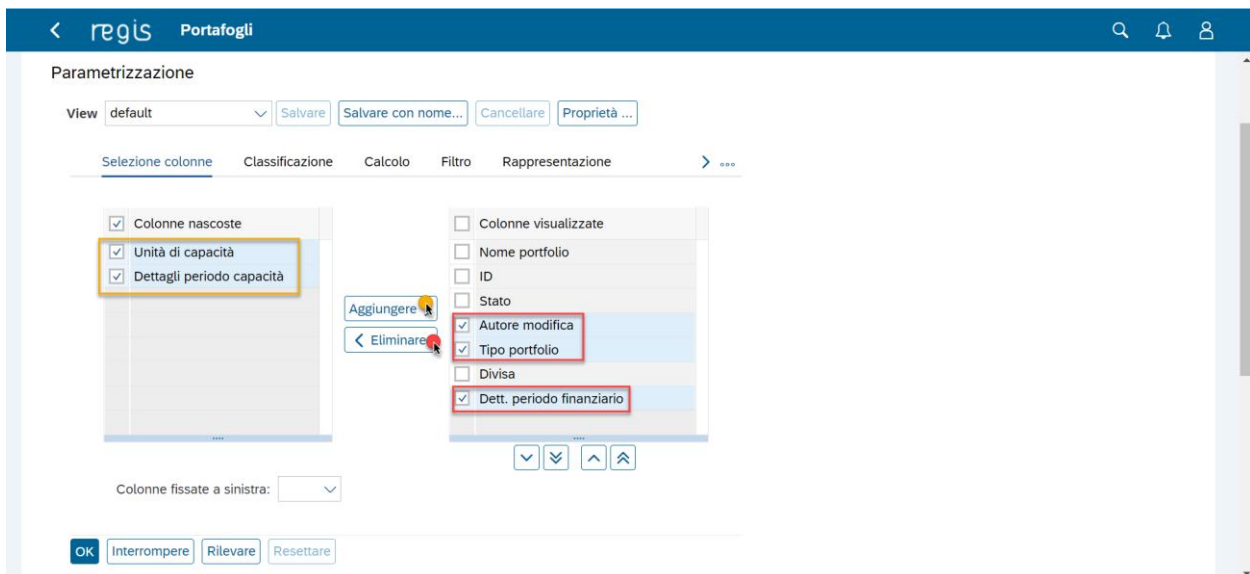 regis Portafogli
Parametrizzazione
View default Salvare Salvare con nome... Cancellare Proprietà ...
Selezione colonne Classificazione Calcolo Filtro Rappresentazione
Colonne nascoste
Unità di capacità
Dettagli periodo capacità
Aggiungere
Eliminare
Colonne visualizzate
Nome portfolio
ID
Stato
Autore modifica
Tipo portfolio
Divisa
Dett. periodo finanziario
Colonne fissate a sinistra:
OK Interrompere Rilevare Resettare